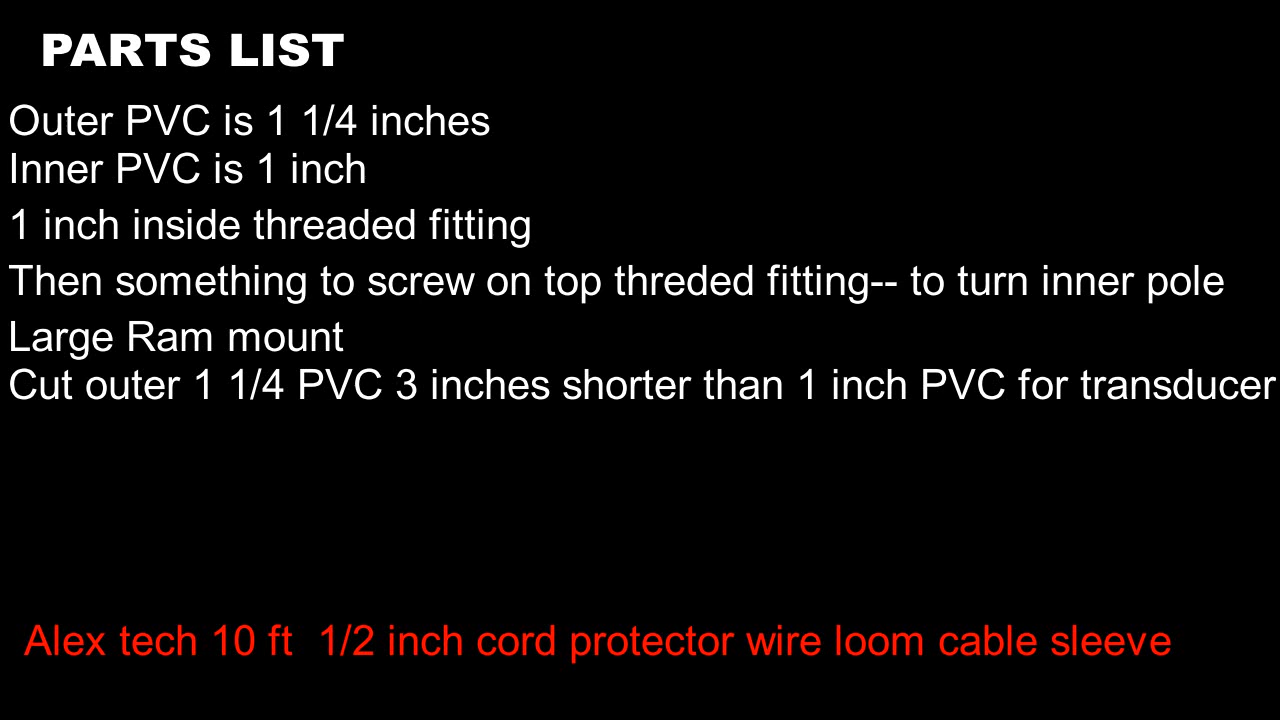 PARTS LIST
Outer PVC is 1 1/4 inches
Inner PVC is 1 inch
1 inch inside threaded fitting
Then something to screw on top threded fitting-- to turn inner pole
Large Ram mount
Cut outer 1 1/4 PVC 3 inches shorter than 1 inch PVC for transducer
Alex tech 10 ft  1/2 inch cord protector wire loom cable sleeve